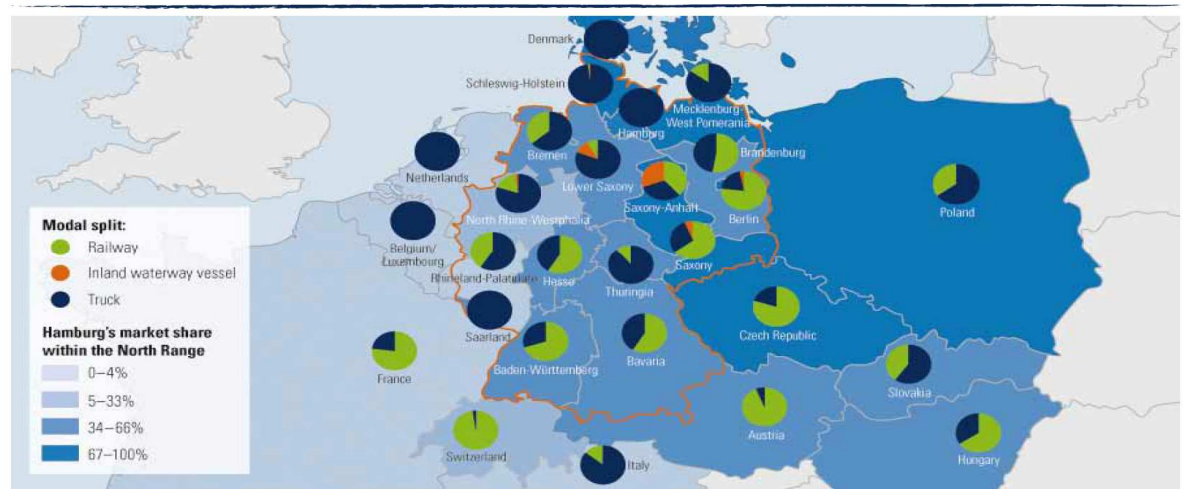 Denmark
Schleswig-Holstein
Mecklenburg-
West Pomerania
Hamburg
Bremen
Brandenburg
Netherlands
Lower Saxony
North Rhine-Westphalia
Saxony-Anhalt
Berlin
Poland
Belgium/
Luxembourg
Rhineland-Palatinate
Hesse
Thuringia
Saxony
Saarland
Czech Republic
France
Baden-Württemberg
Bavaria
Slovakia
Switzerland
Italy
Austria
Hungary
Modal split:
Railway
Inland waterway vessel
Truck
Hamburg's market share
within the North Range
0–4%
5–33%
34–66%
67–100%